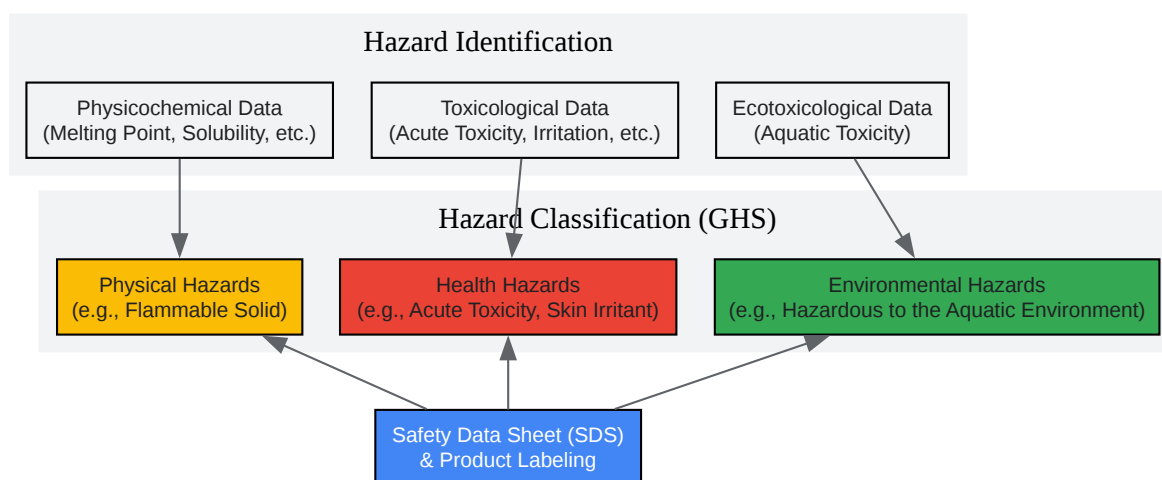 Hazard Identification
Physicochemical Data
(Melting Point, Solubility, etc.)
Toxicological Data
(Acute Toxicity, Irritation, etc.)
Ecotoxicological Data
(Aquatic Toxicity)
Hazard Classification (GHS)
Physical Hazards
(e.g., Flammable Solid)
Health Hazards
(e.g., Acute Toxicity, Skin Irritant)
Environmental Hazards
(e.g., Hazardous to the Aquatic Environment)
Safety Data Sheet (SDS)
& Product Labeling